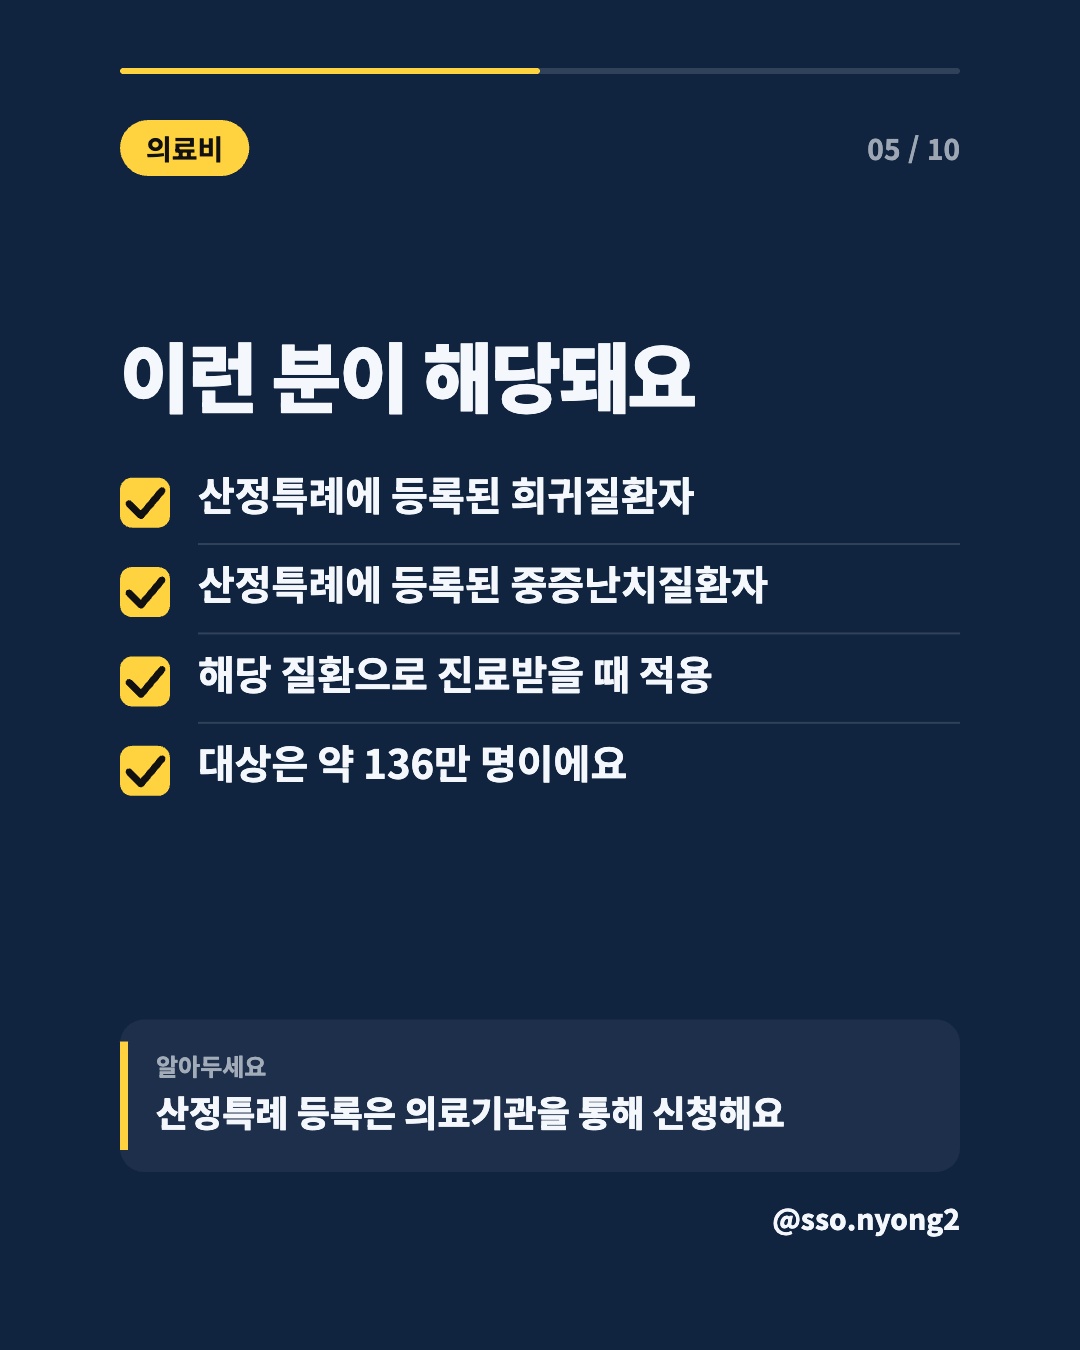 의료비
05 / 10
이런 분이 해당돼요
산정특례에 등록된 희귀질환자
산정특례에 등록된 중증난치질환자
해당 질환으로 진료받을 때 적용
대상은 약 136만 명이에요
알아두세요
산정특례 등록은 의료기관을 통해 신청해요
@sso.nyong2